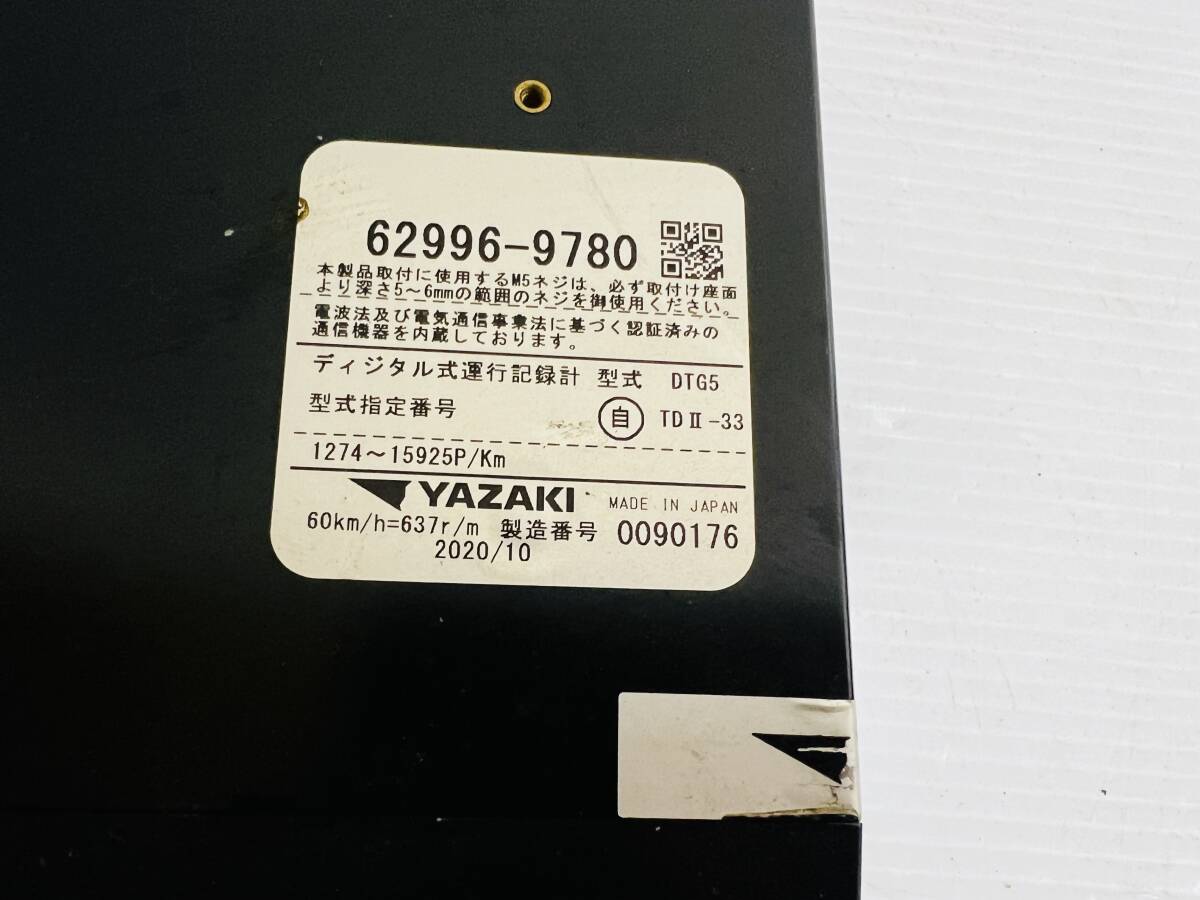 62996-9780
本製品取付に使用するM5ネジは、必ず取付け座面
より深さ5～6mmの範囲のネジを御使用ください。
電波法及び電気通信事業法に基づく認証済みの
通信機器を内蔵しております。
ディジタル式運行記録計 型式 DTG5
型式指定番号 自 TDⅡ-33
1274～15925P/Km
YAZAKI MADE IN JAPAN
60km/h=637r/m 製造番号 0090176
2020/10